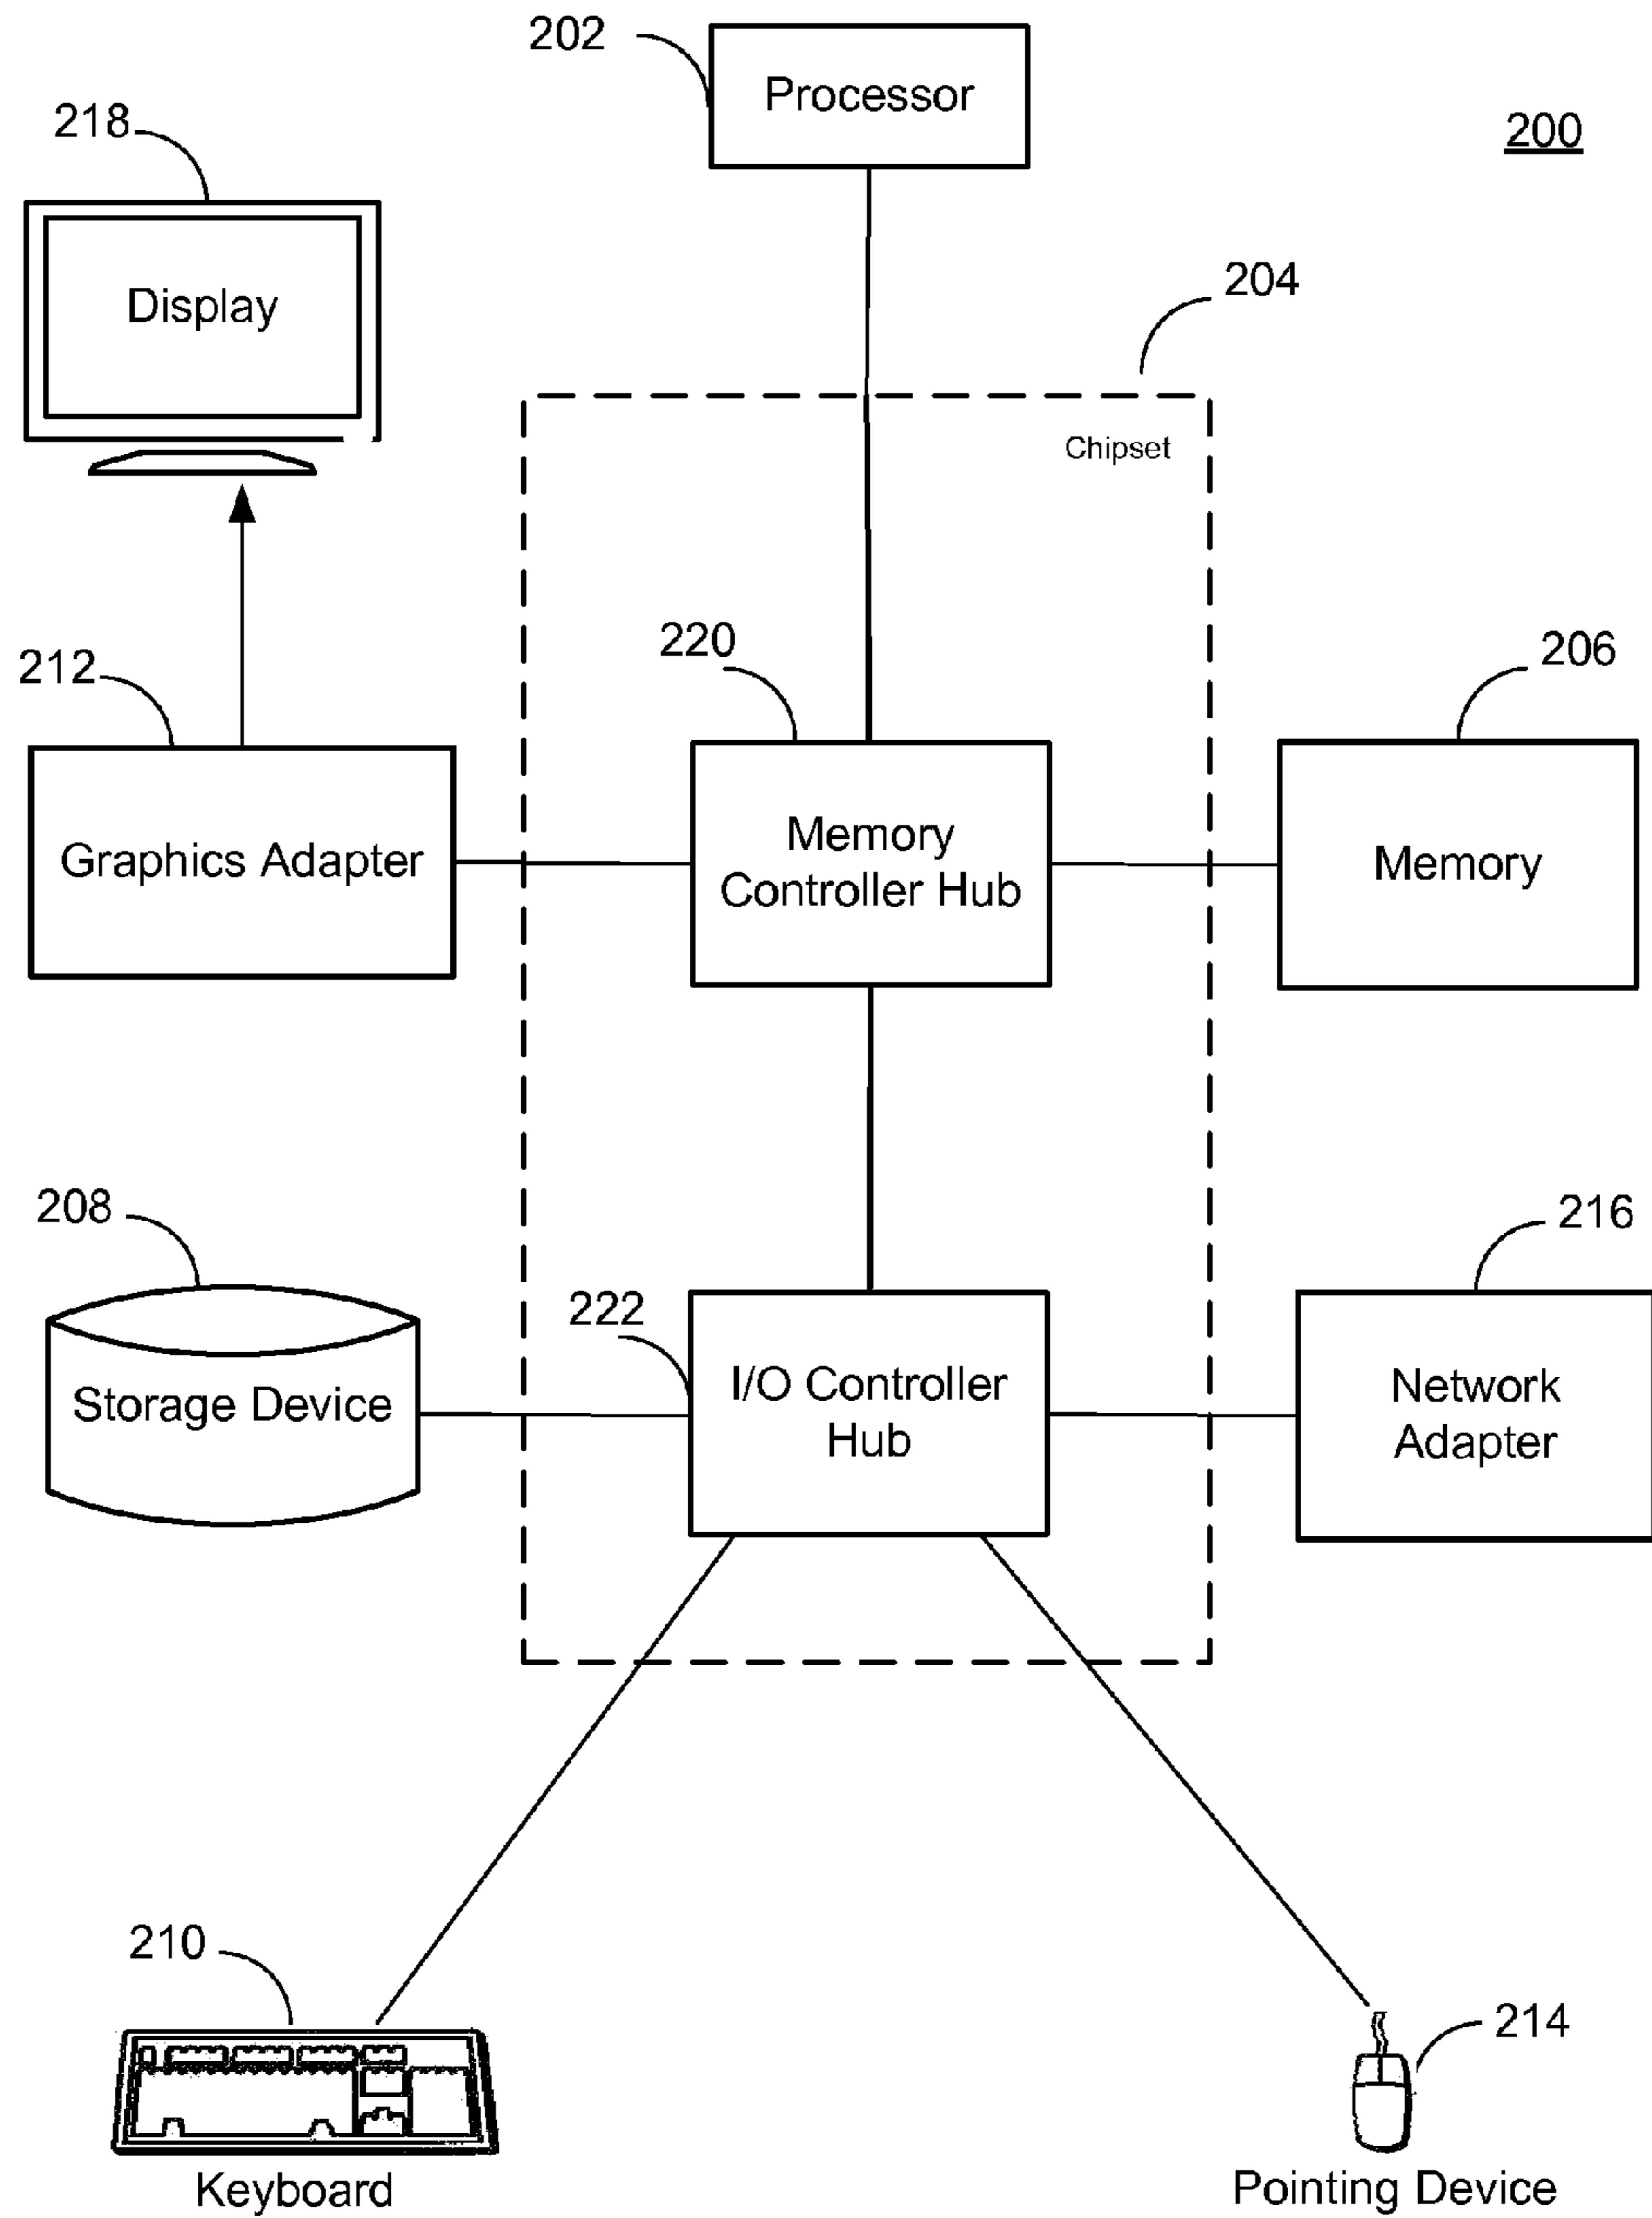 202
Processor
200
218
Display
204
Chipset
220
206
212
Memory
Controller Hub
Graphics Adapter
Memory
208
216
222
I/O Controller
Hub
Storage Device
Network
Adapter
210
214
Keyboard
Pointing Device